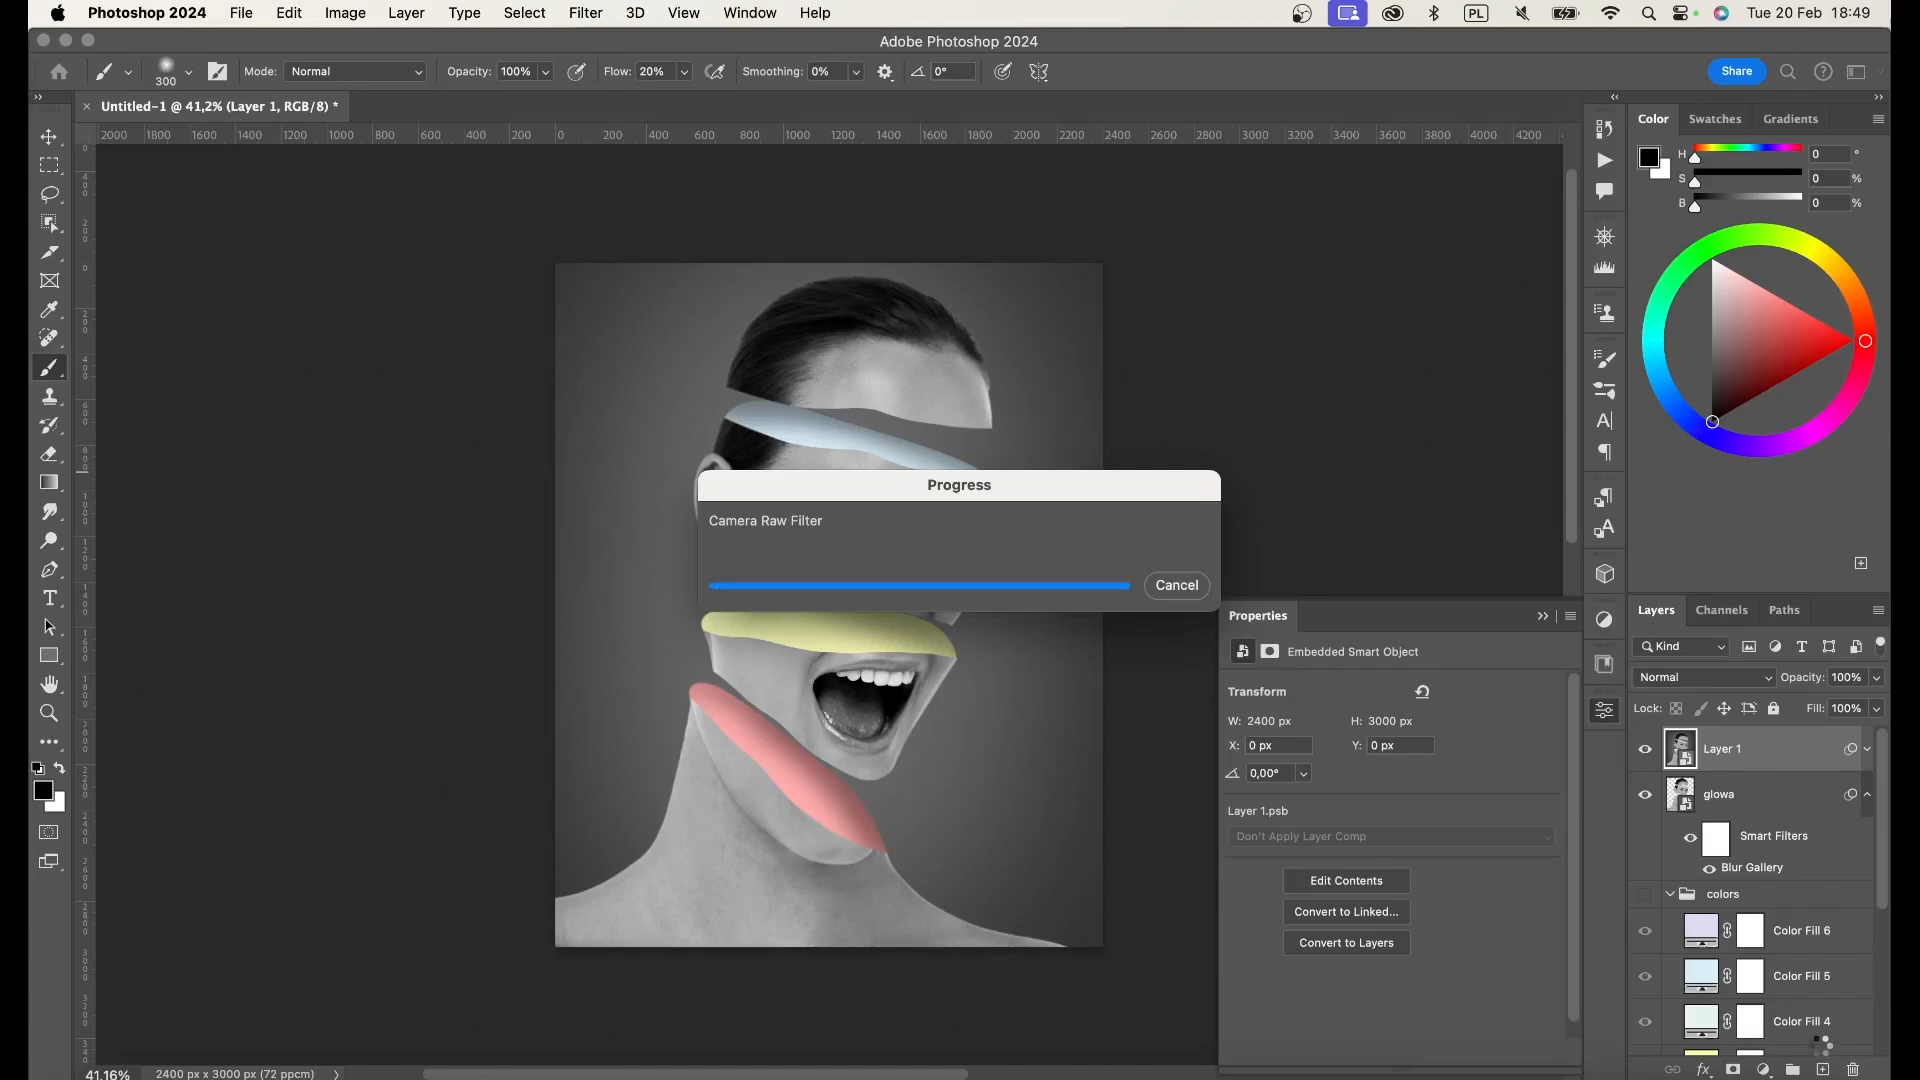 Photoshop 2024 File Edit Image Layer Type Select Filter 3D View Window Help PL Tue 20 Feb 18:49
Adobe Photoshop 2024
300 Mode: Normal Opacity: 100% Flow: 20% Smoothing: 0% 0° Share
Untitled-1 @ 41,2% (Layer 1, RGB/8) *
2000 1800 1600 1400 1200 1000 800 600 400 200 0 200 400 600 800 1000 1200 1400 1600 1800 2000 2200 2400 2600 2800 3000 3200 3400 3600 3800 4000 4200
Color Swatches Gradients
H 0 °
S 0 %
B 0 %
Progress
Camera Raw Filter
Cancel
Properties
Embedded Smart Object
Transform
W: 2400 px H: 3000 px
X: 0 px Y: 0 px
0,00°
Layer 1.psb
Don't Apply Layer Comp
Edit Contents
Convert to Linked...
Convert to Layers
Layers Channels Paths
Kind
Normal Opacity: 100%
Lock: Fill: 100%
Layer 1
glowa
Smart Filters
Blur Gallery
colors
Color Fill 6
Color Fill 5
Color Fill 4
41,16% 2400 px x 3000 px (72 ppcm)